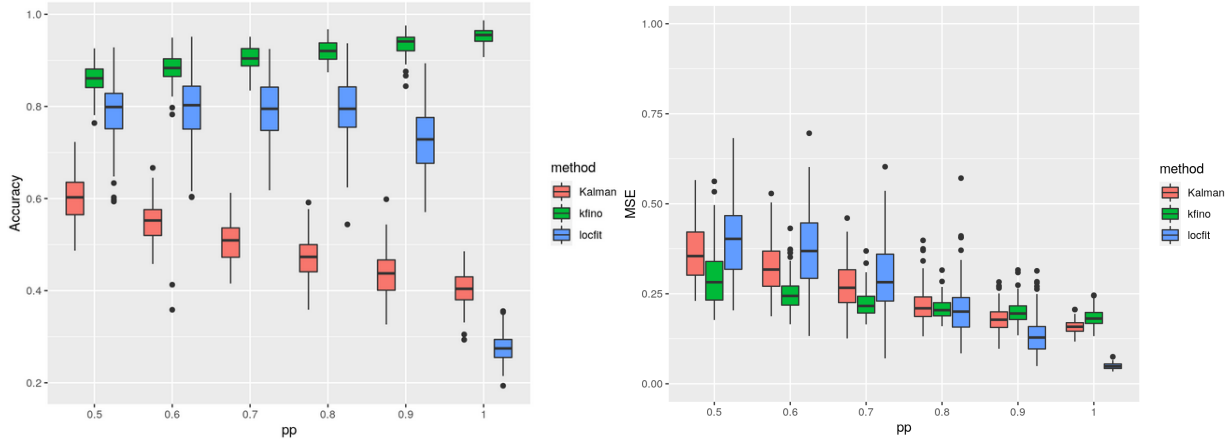 1.0
0.8
0.6
0.4
0.2
Accuracy
0.5 0.6 0.7 0.8 0.9 1
pp
method
Kalman
kfino
locfit
1.00
0.75
0.50
0.25
0.00
MSE
0.5 0.6 0.7 0.8 0.9 1
pp
method
Kalman
kfino
locfit